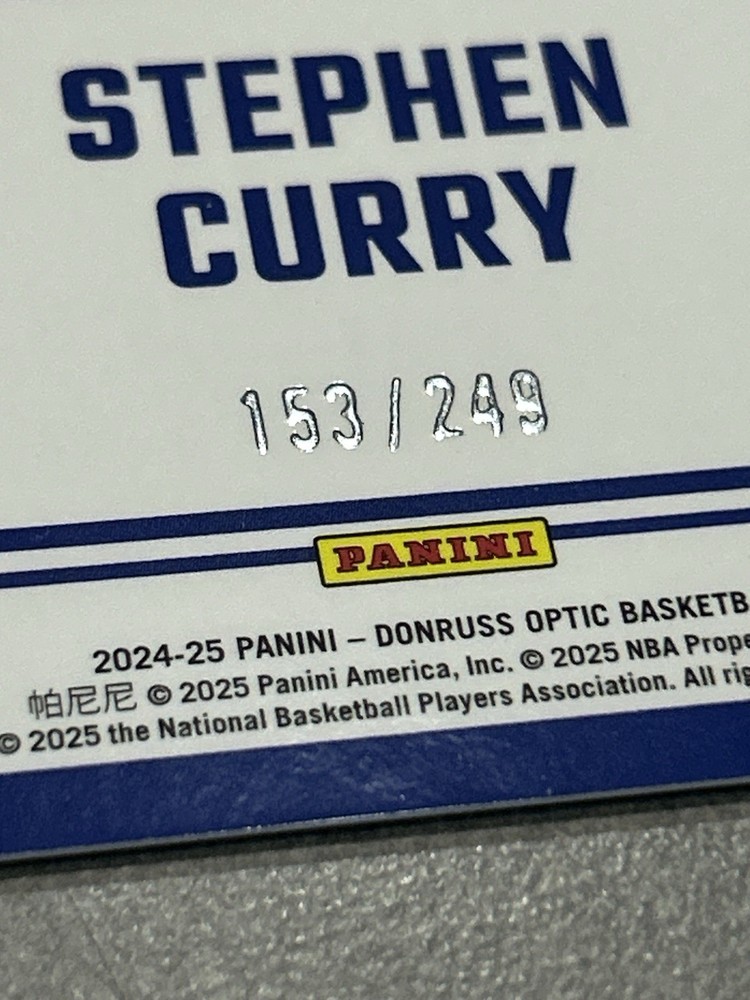 STEPHEN
CURRY
153/249
PANINI
2024-25 PANINI – DONRUSS OPTIC
帕尼尼 © 2025 Panini America, Inc. © 2025 NBA
© 2025 the National Basketball Players Association. All